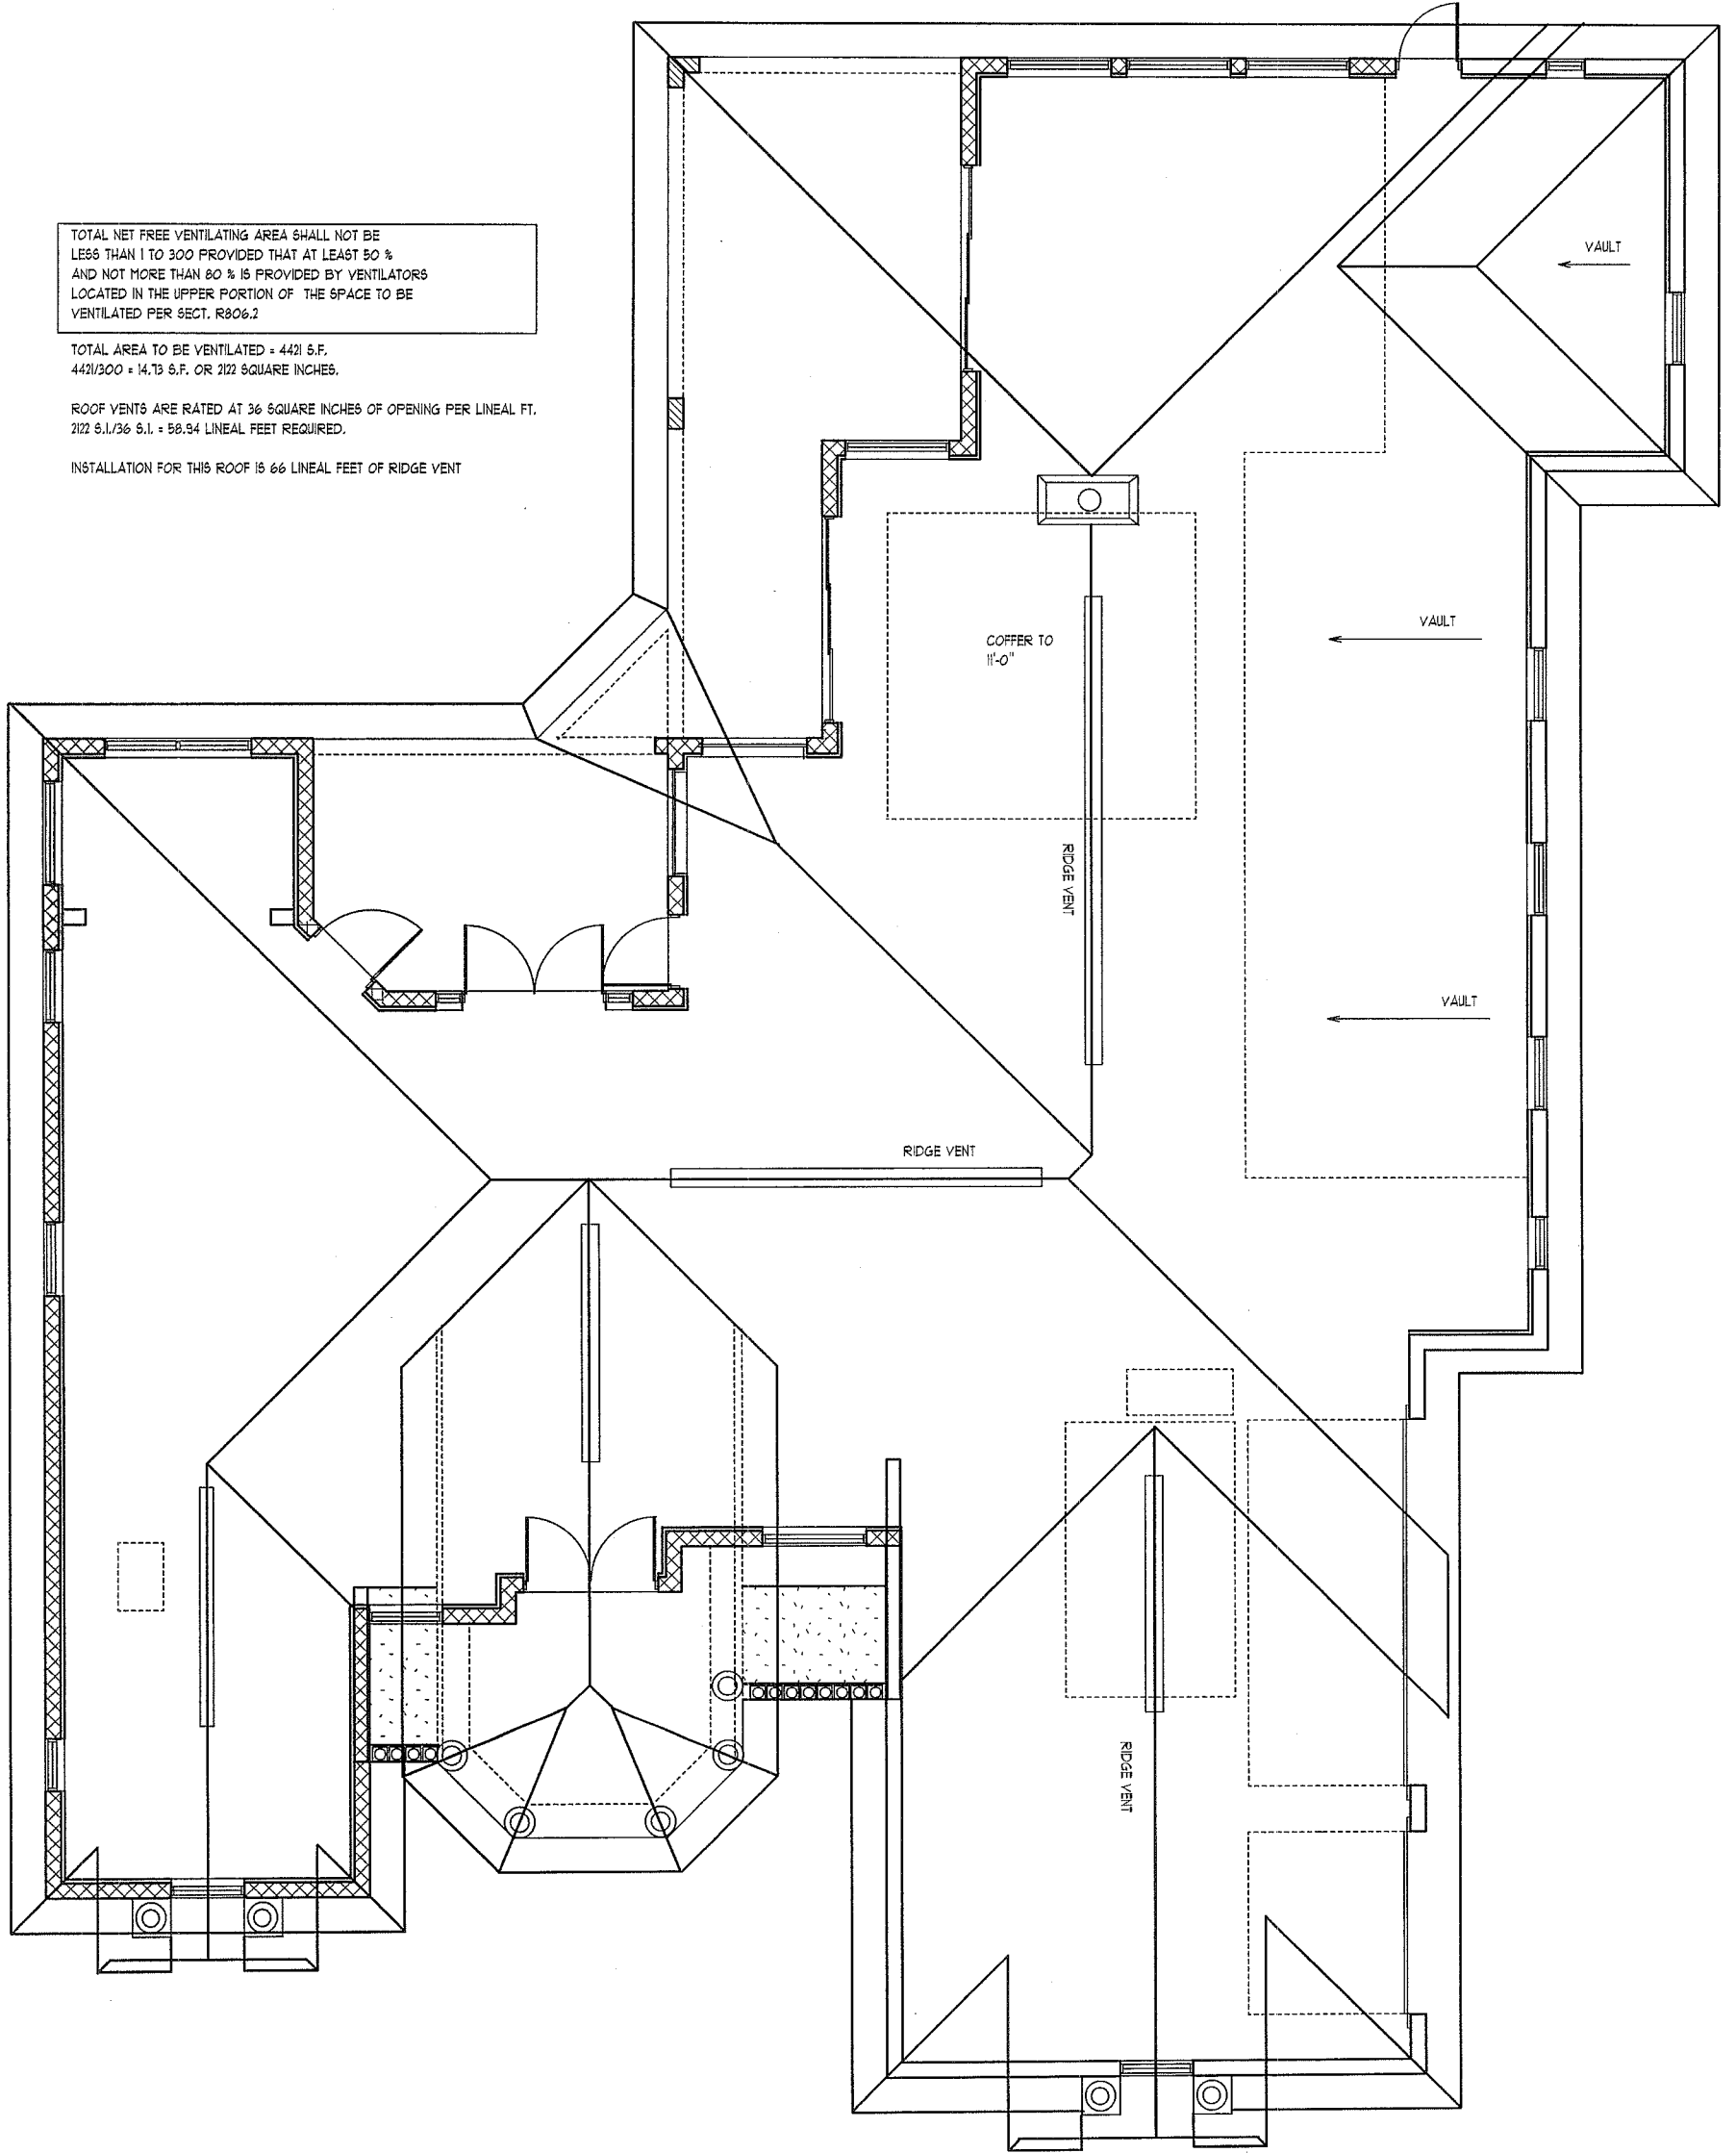 TOTAL NET FREE VENTILATING AREA SHALL NOT BE
LESS THAN 1 TO 300 PROVIDED THAT AT LEAST 50 %
AND NOT MORE THAN 80 % IS PROVIDED BY VENTILATORS
LOCATED IN THE UPPER PORTION OF THE SPACE TO BE
VENTILATED PER SECT. R806.2
TOTAL AREA TO BE VENTILATED = 4421 S.F.
4421/300 = 14.73 S.F. OR 2122 SQUARE INCHES.
ROOF VENTS ARE RATED AT 36 SQUARE INCHES OF OPENING PER LINEAL FT.
2122 S.I./36 S.I. = 58.94 LINEAL FEET REQUIRED.
INSTALLATION FOR THIS ROOF IS 66 LINEAL FEET OF RIDGE VENT
VAULT
VAULT
COFFER TO
11'-0"
RIDGE VENT
VAULT
RIDGE VENT
RIDGE VENT